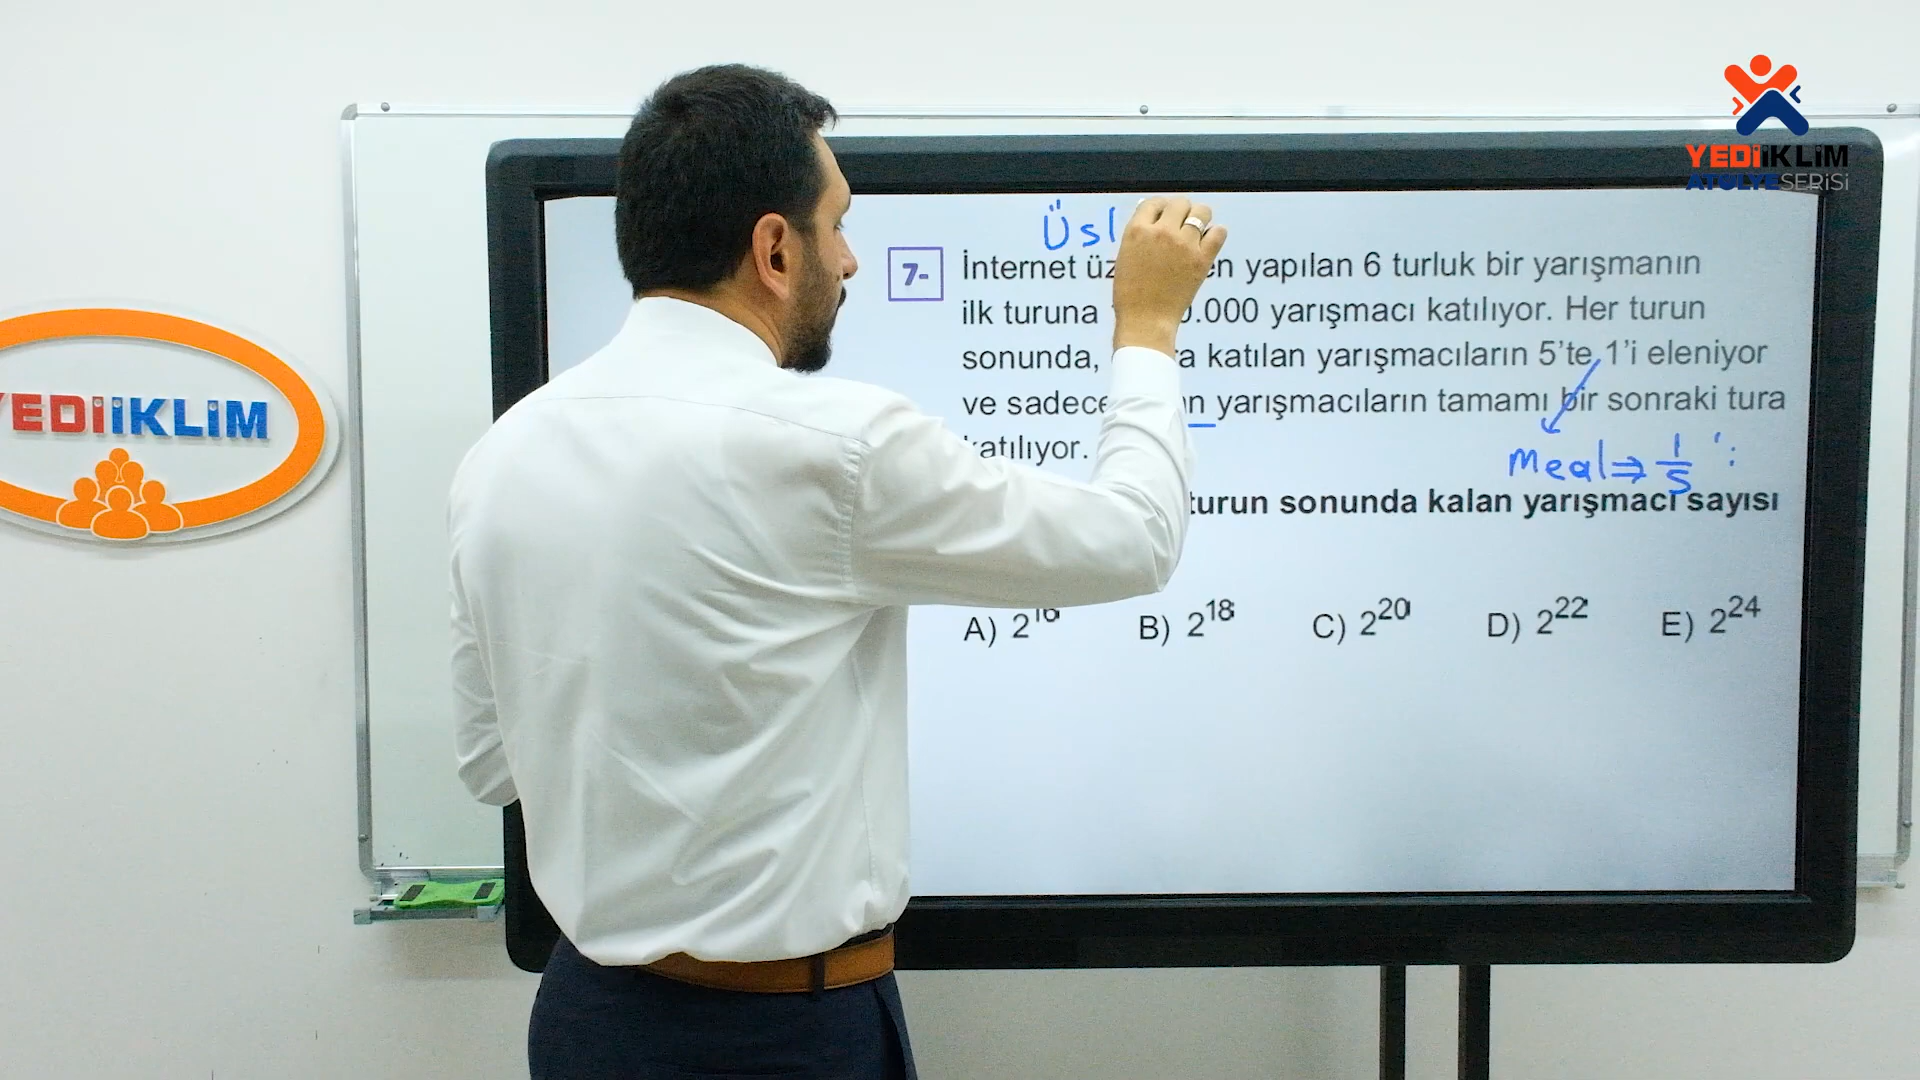 YEDİİKLİM
ATÖLYE SERİSİ
YEDİİKLİM
Üsl
7-
İnternet en yapılan 6 turluk bir yarışmanın
ilk turuna .000 yarışmacı katılıyor. Her turun
sonunda, katılan yarışmacıların 5'te 1'i eleniyor
ve sadece yarışmacıların tamamı bir sonraki tura
katılıyor.
Meal ⇒ 1/5 'i
turun sonunda kalan yarışmacı sayısı
A) 2^16 B) 2^18 C) 2^20 D) 2^22 E) 2^24